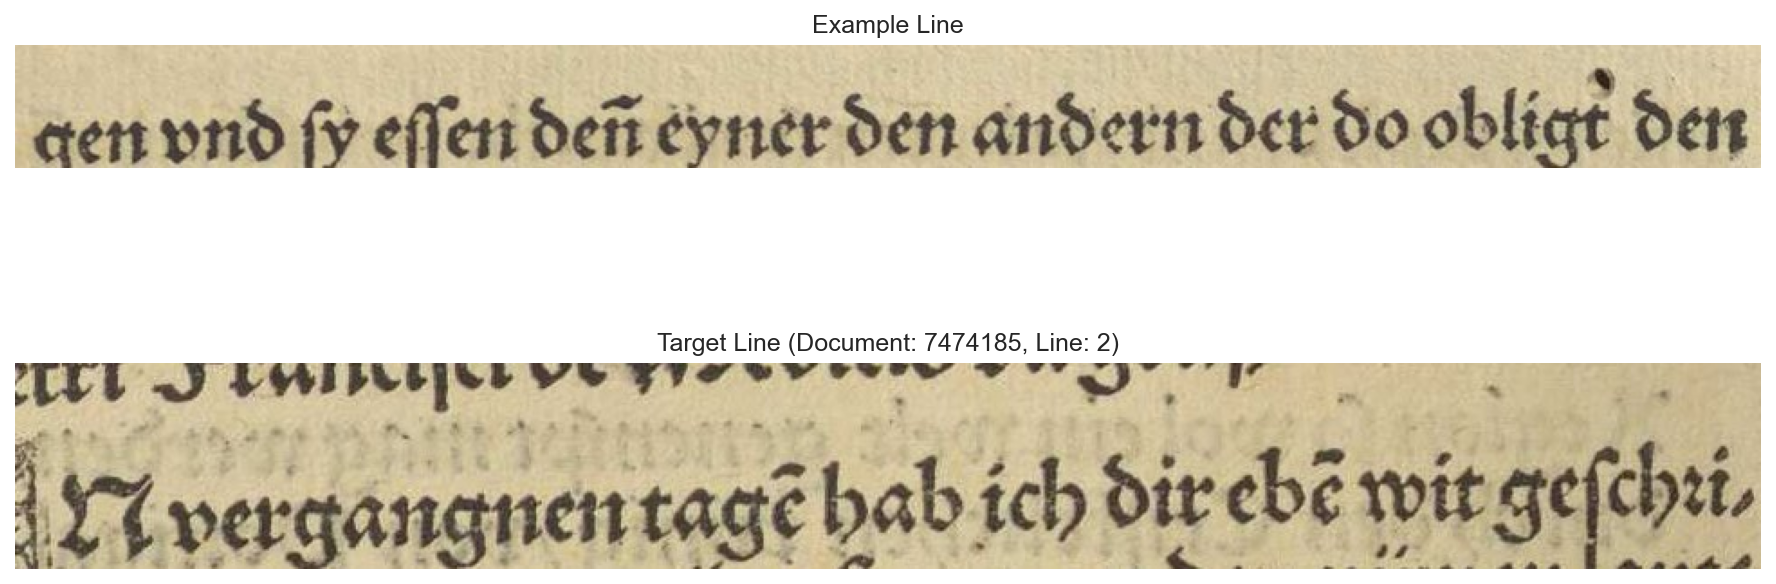 Example Line
gen vnd ſy eſſen den̄ eyner den andern der do obligt den
Target Line (Document: 7474185, Line: 2)
N vergangnen tagē hab ich dir ebē wit geſchri,